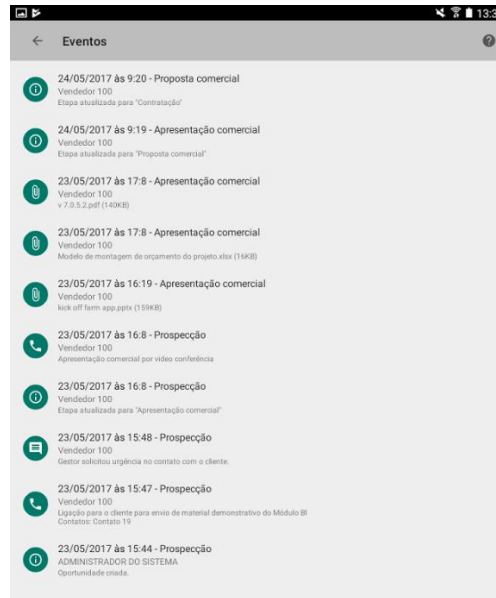 13:3
Eventos
24/05/2017 às 9:20 - Proposta comercial
Vendedor 100
Etapa atualizada para "Contratação"
24/05/2017 às 9:19 - Apresentação comercial
Vendedor 100
Etapa atualizada para "Proposta comercial"
23/05/2017 às 17:8 - Apresentação comercial
Vendedor 100
v 7.0.5.2.pdf (140KB)
23/05/2017 às 17:8 - Apresentação comercial
Vendedor 100
Modelo de montagem de orçamento do projeto.xlsx (16KB)
23/05/2017 às 16:19 - Apresentação comercial
Vendedor 100
kick off farm app.pptx (159KB)
23/05/2017 às 16:8 - Prospecção
Vendedor 100
Apresentação comercial por video conferência
23/05/2017 às 16:8 - Prospecção
Vendedor 100
Etapa atualizada para "Apresentação comercial"
23/05/2017 às 15:48 - Prospecção
Vendedor 100
Gestor solicitou urgência no contato com o cliente.
23/05/2017 às 15:47 - Prospecção
Vendedor 100
Ligação para o cliente para envio de material demonstrativo do Módulo BI
Contatos: Contato 19
23/05/2017 às 15:44 - Prospecção
ADMINISTRADOR DO SISTEMA
Oportunidade criada.